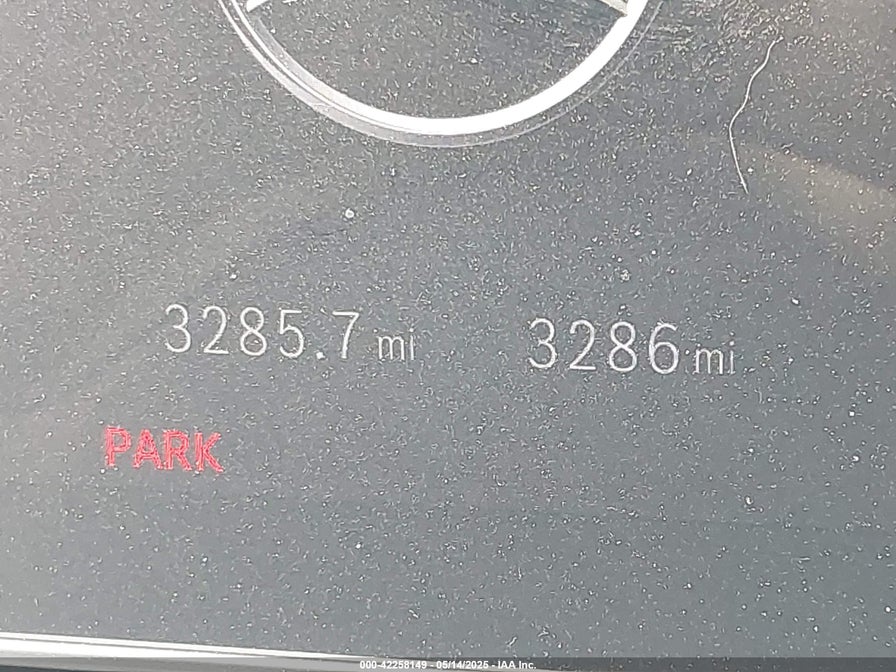 3285.7 mi 3286 mi
PARK
000-42258149 - 05/14/2025 - IAA Inc.